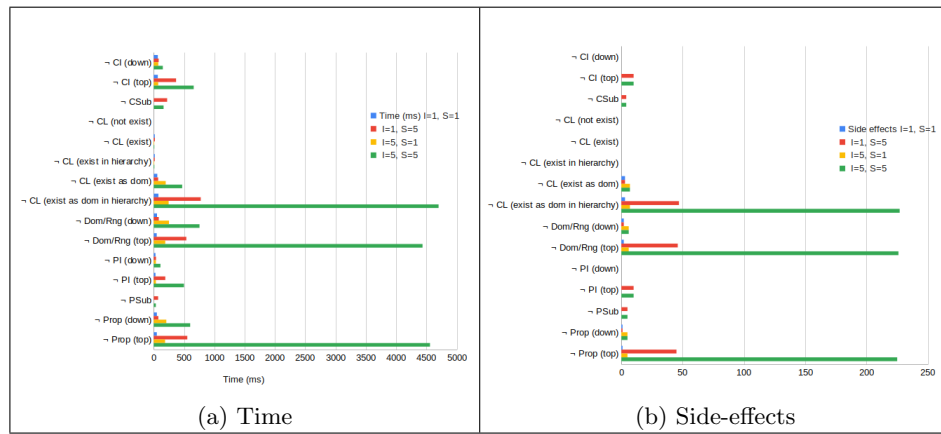 ¬ CI (down)
¬ CI (top)
¬ CSub
¬ CL (not exist)
¬ CL (exist)
¬ CL (exist in hierarchy)
¬ CL (exist as dom)
¬ CL (exist as dom in hierarchy)
¬ Dom/Rng (down)
¬ Dom/Rng (top)
¬ PI (down)
¬ PI (top)
¬ PSub
¬ Prop (down)
¬ Prop (top)
Time (ms) I=1, S=1
I=1, S=5
I=5, S=1
I=5, S=5
0 500 1000 1500 2000 2500 3000 3500 4000 4500 5000
Time (ms)
(a) Time
¬ CI (down)
¬ CI (top)
¬ CSub
¬ CL (not exist)
¬ CL (exist)
¬ CL (exist in hierarchy)
¬ CL (exist as dom)
¬ CL (exist as dom in hierarchy)
¬ Dom/Rng (down)
¬ Dom/Rng (top)
¬ PI (down)
¬ PI (top)
¬ PSub
¬ Prop (down)
¬ Prop (top)
Side effects I=1, S=1
I=1, S=5
I=5, S=1
I=5, S=5
0 50 100 150 200 250
(b) Side-effects